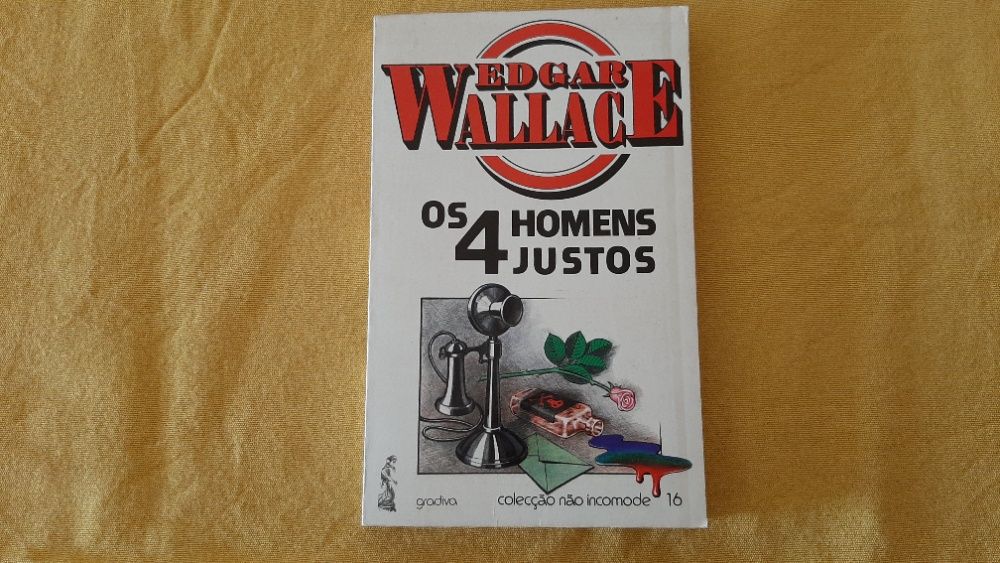 EDGAR
WALLACE
OS 4 HOMENS
JUSTOS
gradiva
colecção não incomode 16